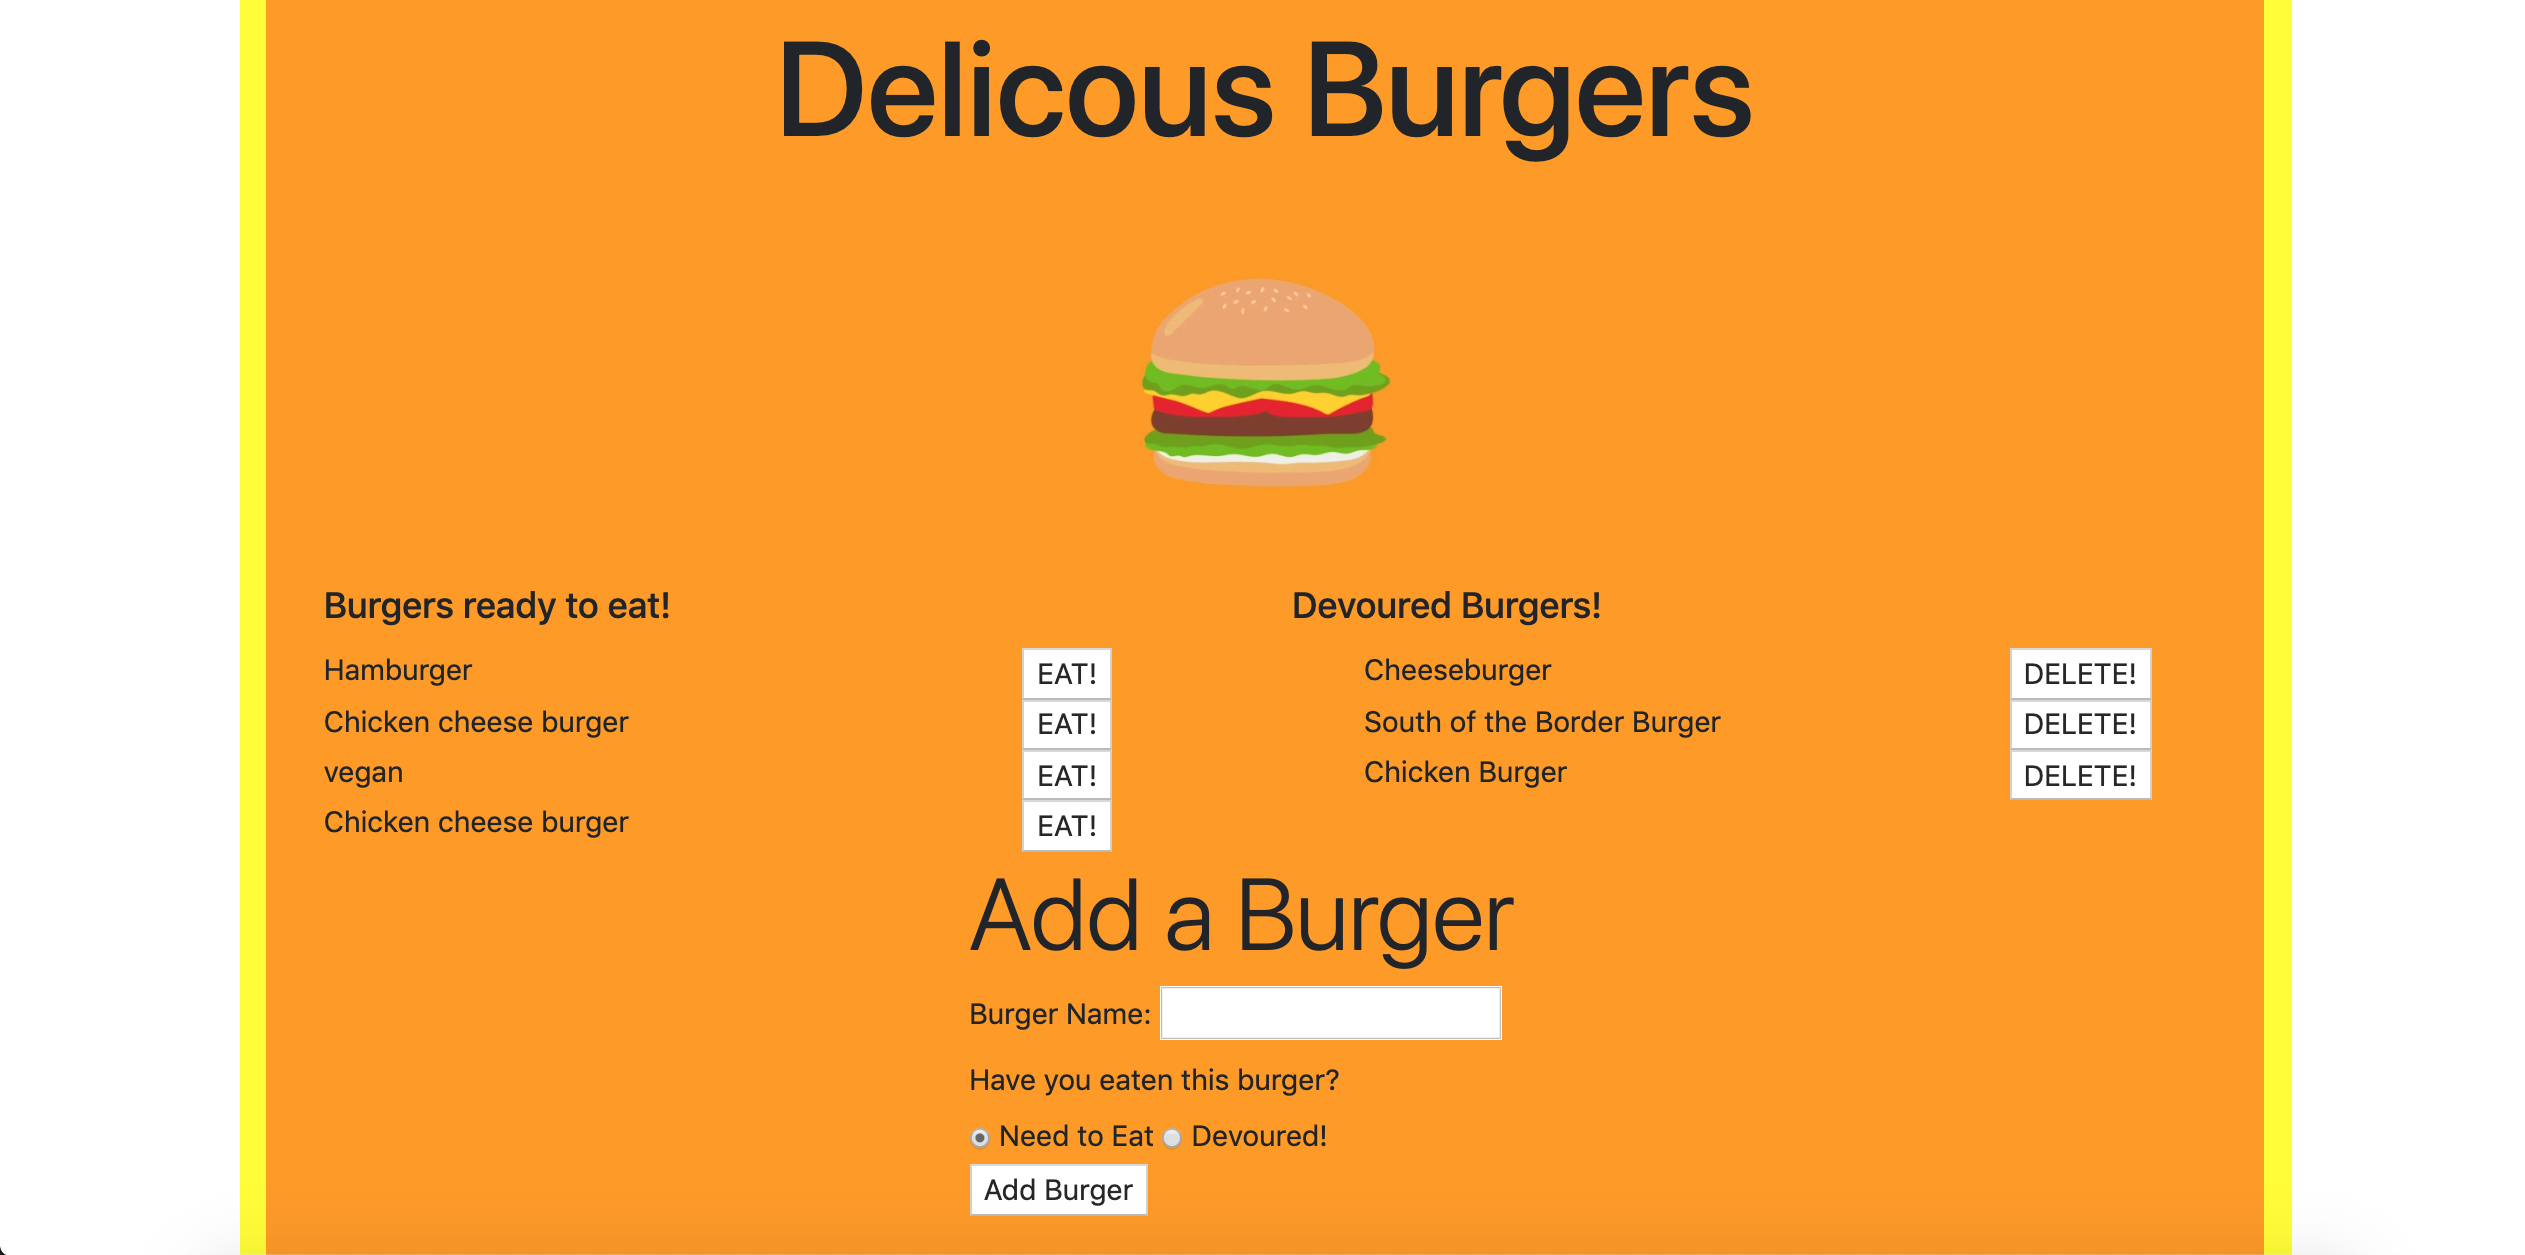 Delicous Burgers
Burgers ready to eat!
Hamburger EAT!
Chicken cheese burger EAT!
vegan EAT!
Chicken cheese burger EAT!
Devoured Burgers!
Cheeseburger DELETE!
South of the Border Burger DELETE!
Chicken Burger DELETE!
Add a Burger
Burger Name:
Have you eaten this burger?
Need to Eat Devoured!
Add Burger